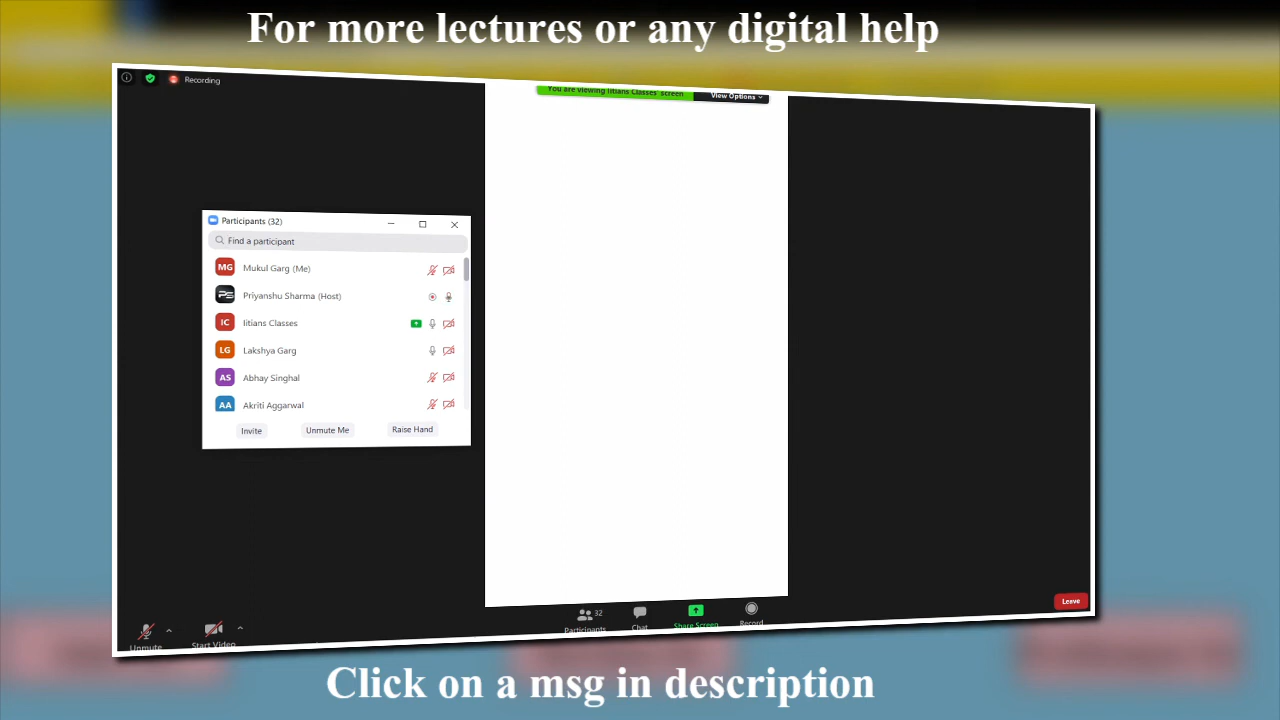 For more lectures or any digital help
Recording
You are viewing Iitians Classes' screen
View Options
Participants (32)
Find a participant
MG Mukul Garg (Me)
PS Priyanshu Sharma (Host)
IC Iitians Classes
LG Lakshya Garg
AS Abhay Singhal
AA Akriti Aggarwal
Invite Unmute Me Raise Hand
Leave
32
Unmute Start Video Participants Chat Share Screen Record
Click on a msg in description